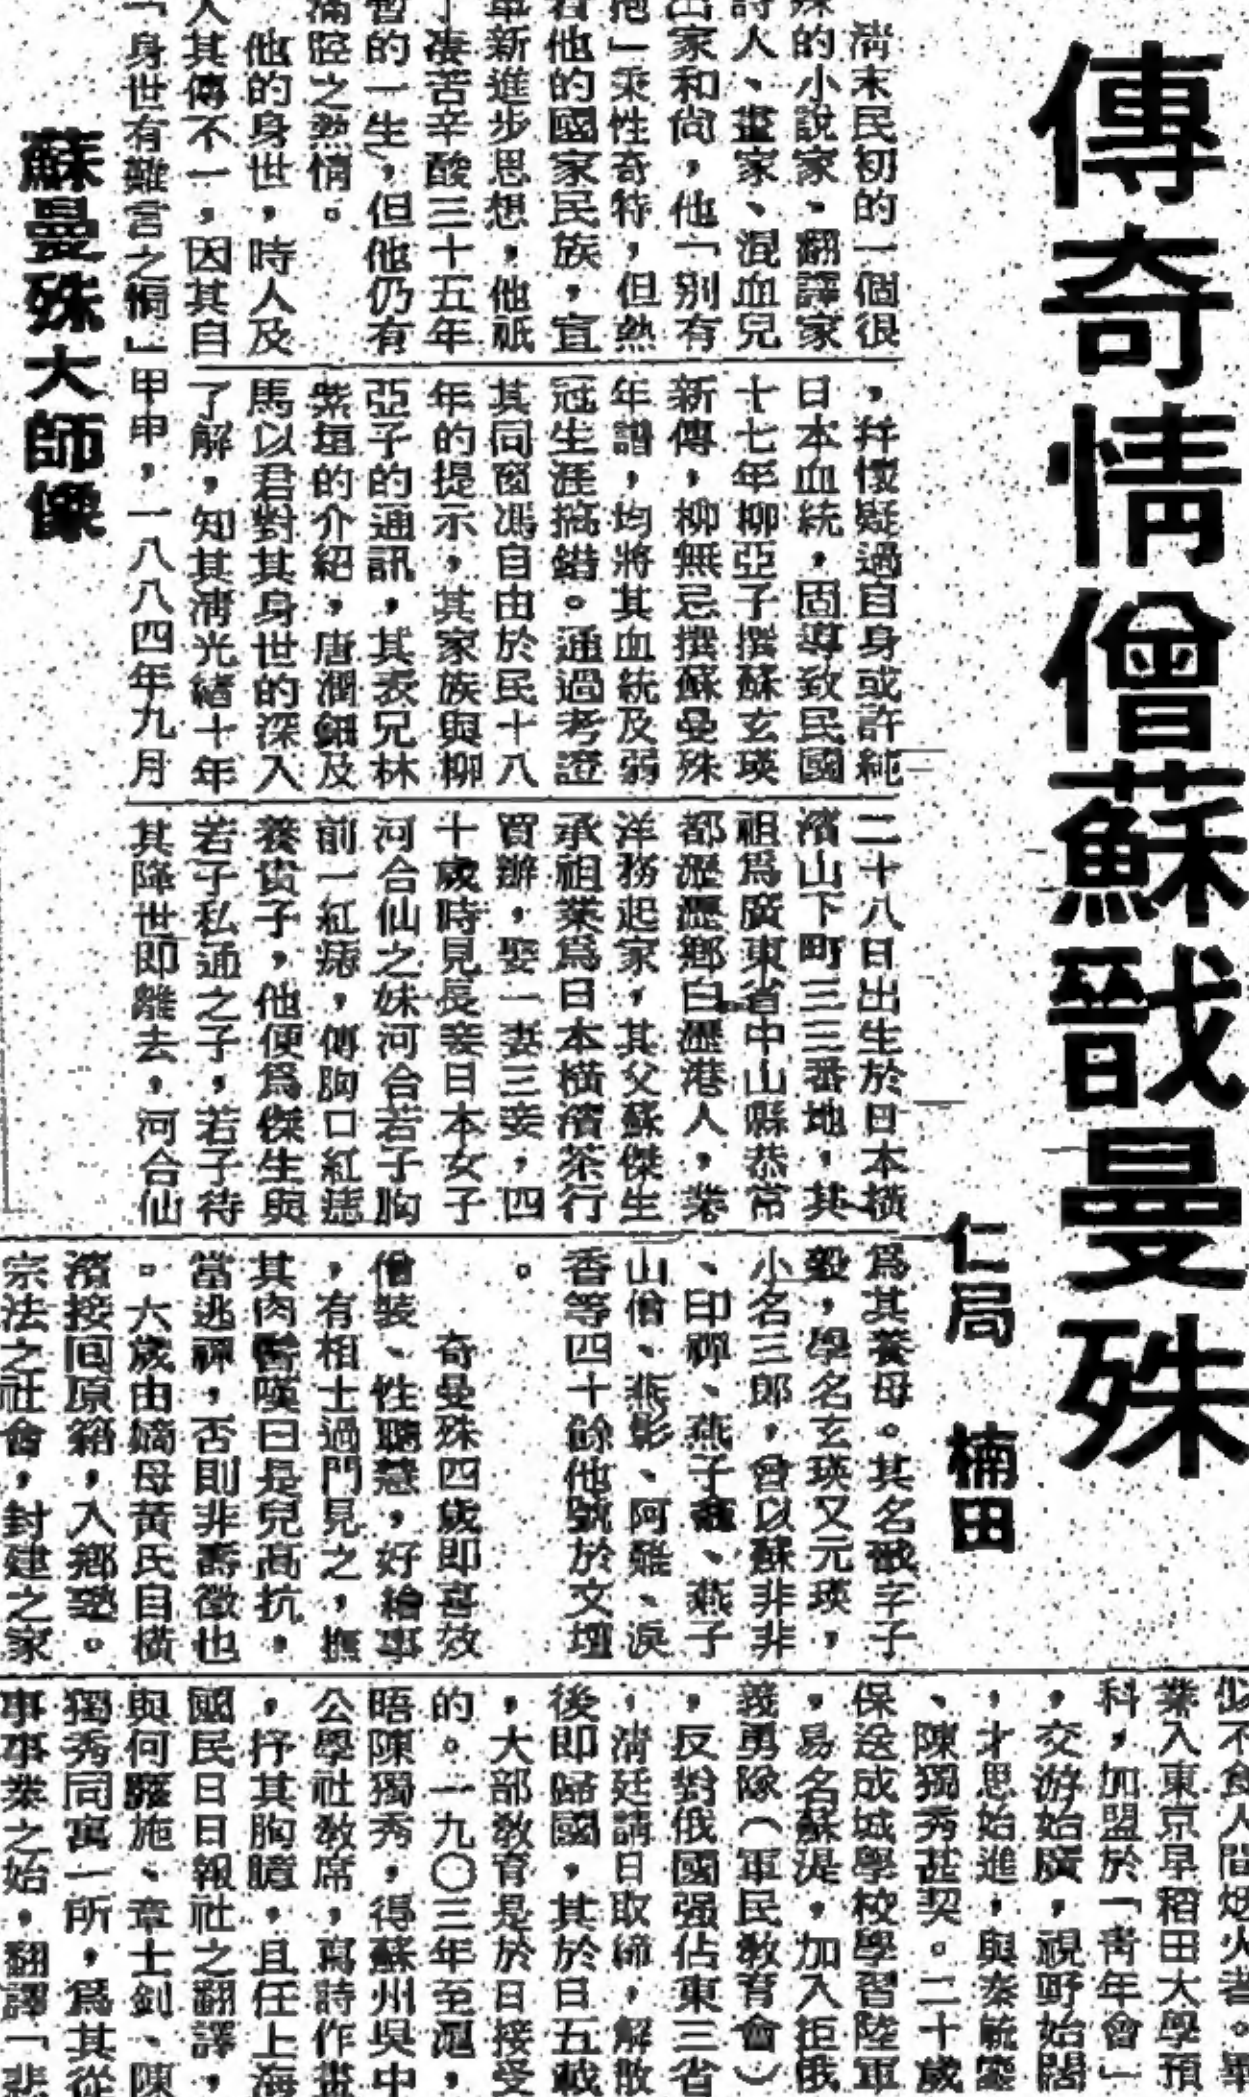 傳奇情僧蘇戩曼殊
仁局 楠田
清末民初的一個很
殊的小說家、翻譯家
詩人、畫家、混血兒
出家和尚，他「別有
抱」秉性奇特，但熱
着他的國家民族，宣
革新進步思想，他祇
凄苦辛酸三十五年
暫的一生，但他仍有
滿腔之熱情。
他的身世，時人及
人其傳不一，因其自
「身世有難言之恫」
蘇曼殊大師像
，并懷疑過自身或許純
日本血統，固導致民國
十七年柳亞子撰蘇玄瑛
新傳，柳無忌撰蘇曼殊
年譜，均將其血統及弱
冠生涯搞錯。通過考證
其同窗馮自由於民十八
年的提示，其家族與柳
亞子的通訊，其表兄林
紫垣的介紹，唐潤鈿及
馬以君對其身世的深入
了解，知其清光緒十年
甲申，一八八四年九月
二十八日出生於日本橫
濱山下町三三番地，其
祖為廣東省中山縣恭常
都瀝瀝鄉白瀝港人，業
洋務起家，其父蘇傑生
承祖業為日本橫濱茶行
買辦，娶一妻三妾，四
十歲時見長妾日本女子
河合仙之妹河合若子胸
前一紅痣，傳胸口紅痣
養貴子，他便為傑生與
若子私通之子，若子待
其降世即離去，河合仙
為其養母。其名戩字子
穀，學名玄瑛又元瑛，
小名三郎，曾以蘇非非
、印禪、燕子龕、燕子
山僧、燕影、阿難、淚
香等四十餘他號於文壇
。
奇曼殊四歲即喜效
僧裝、性聰慧，好繪事
，有相士過門見之，撫
其肉髻嘆曰是兒高抗，
當逃禪，否則非壽徵也
。六歲由嫡母黃氏自橫
濱接回原籍，入鄉塾。
宗法之社會，封建之家
似不食人間烟火者。畢
業入東京早稻田大學預
科，加盟於「青年會」
，交游始廣，視野始闊
，才思始進，與秦毓鎏
、陳獨秀甚契。二十歲
保送成城學校學習陸軍
，易名蘇湜，加入拒俄
義勇隊（軍民教育會）
，反對俄國强佔東三省
，清廷請日取締，解散
後即歸國，其於日五載
，大部教育是於日接受
的。一九〇三年至滬，
晤陳獨秀，得蘇州吳中
公學社教席，寫詩作畫
，抒其胸臆，且任上海
國民日日報社之翻譯，
與何靡施、章士釗、陳
獨秀同寓一所，為其從
事事業之始，翻譯「悲